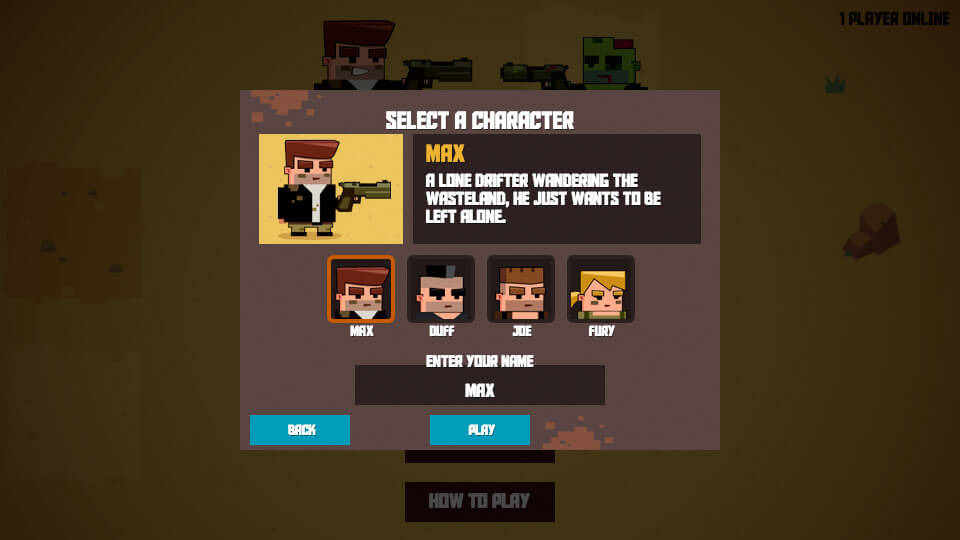 1 PLAYER ONLINE
SELECT A CHARACTER
MAX
A LONE DRIFTER WANDERING THE
WASTELAND, HE JUST WANTS TO BE
LEFT ALONE.
MAX
DUFF
JOE
FURY
ENTER YOUR NAME
MAX
BACK
PLAY
HOW TO PLAY